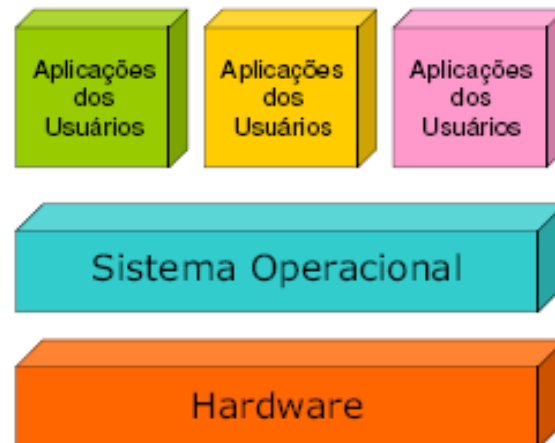 Aplicações
dos
Usuários
Aplicações
dos
Usuários
Aplicações
dos
Usuários
Sistema Operacional
Hardware